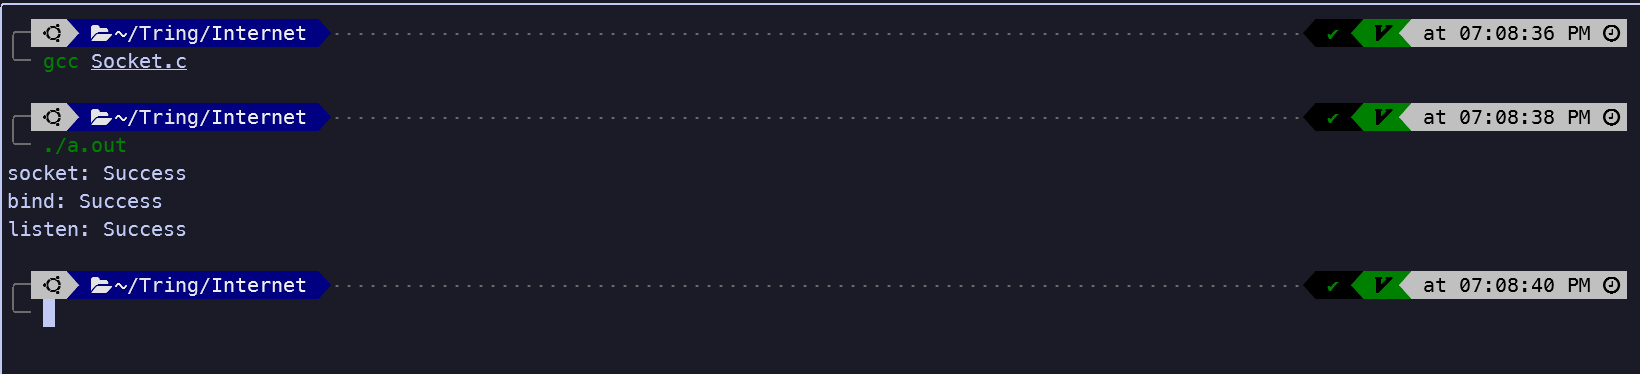 ~/Tring/Internet ✔ V at 07:08:36 PM
gcc Socket.c
~/Tring/Internet ✔ V at 07:08:38 PM
./a.out
socket: Success
bind: Success
listen: Success
~/Tring/Internet ✔ V at 07:08:40 PM